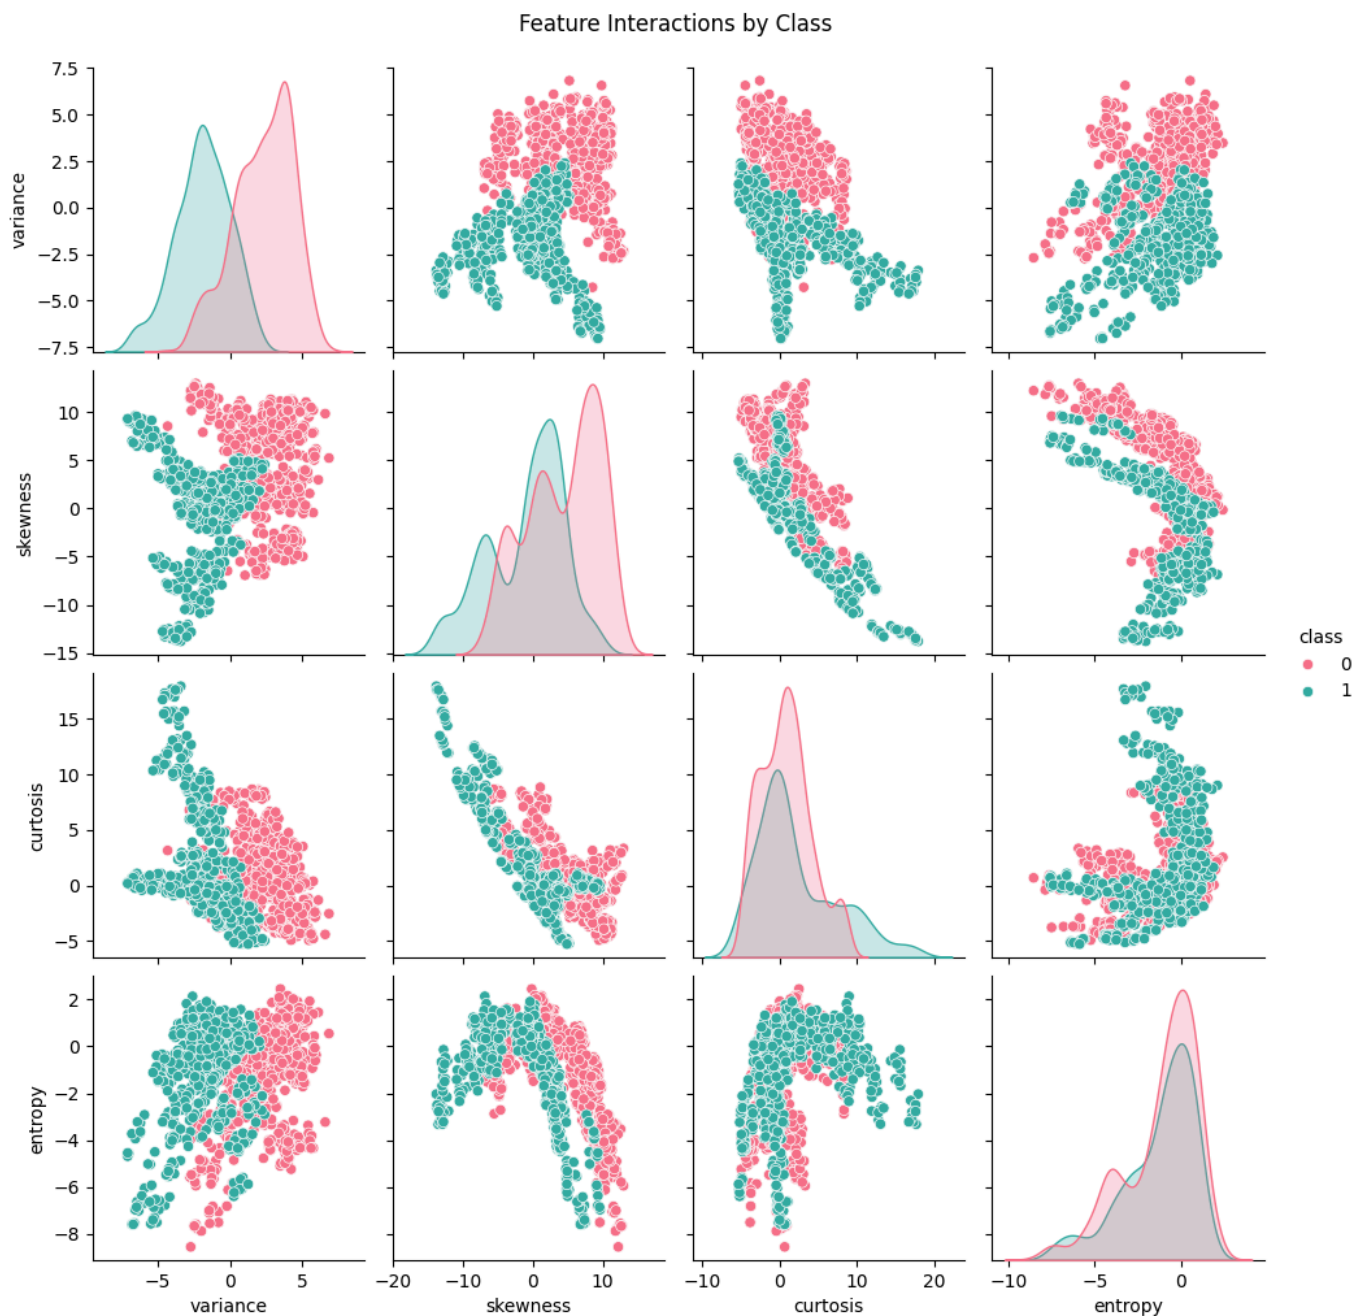 Feature Interactions by Class
7.5
5.0
2.5
0.0
−2.5
−5.0
−7.5
variance
10
5
0
−5
−10
−15
skewness
15
10
5
0
−5
curtosis
2
0
−2
−4
−6
−8
entropy
−5 0 5
variance
−20 −10 0 10
skewness
−10 0 10 20
curtosis
−10 −5 0
entropy
class
0
1